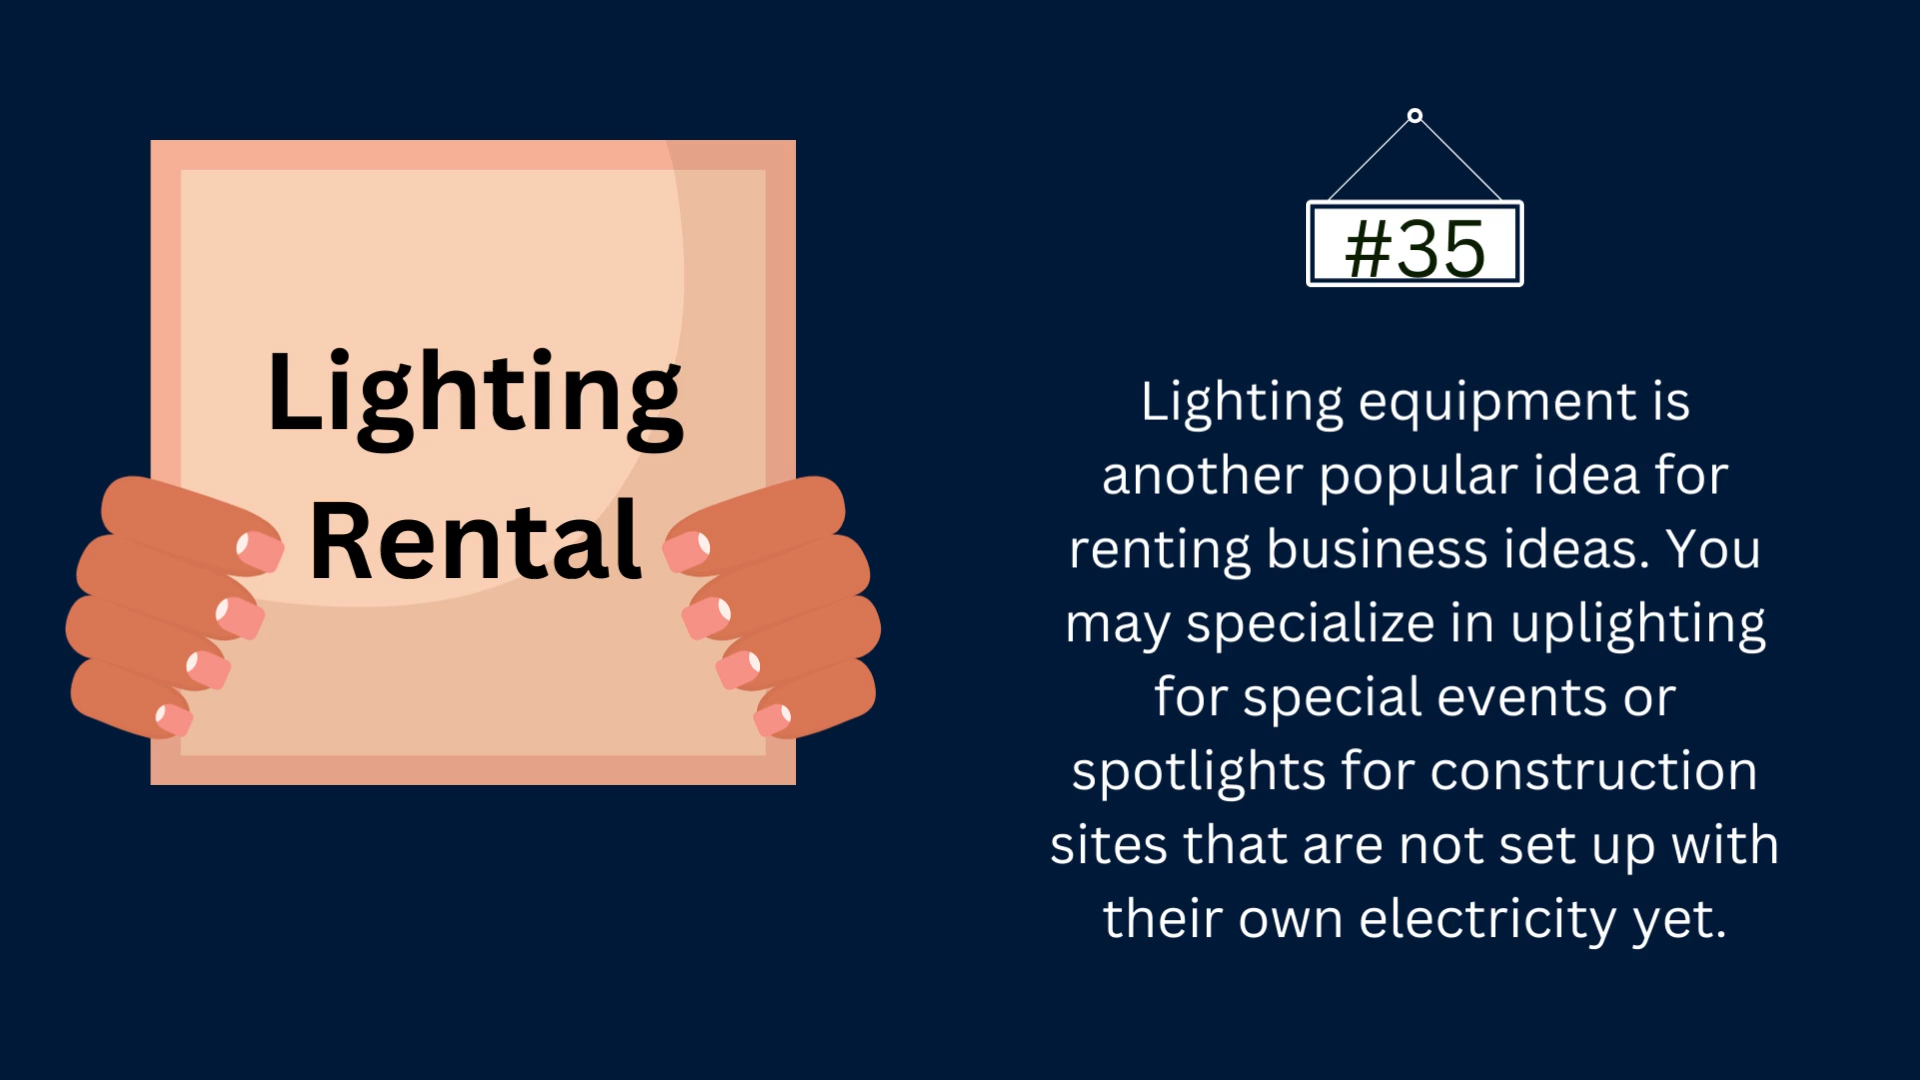 Lighting
Rental
#35
Lighting equipment is
another popular idea for
renting business ideas. You
may specialize in uplighting
for special events or
spotlights for construction
sites that are not set up with
their own electricity yet.